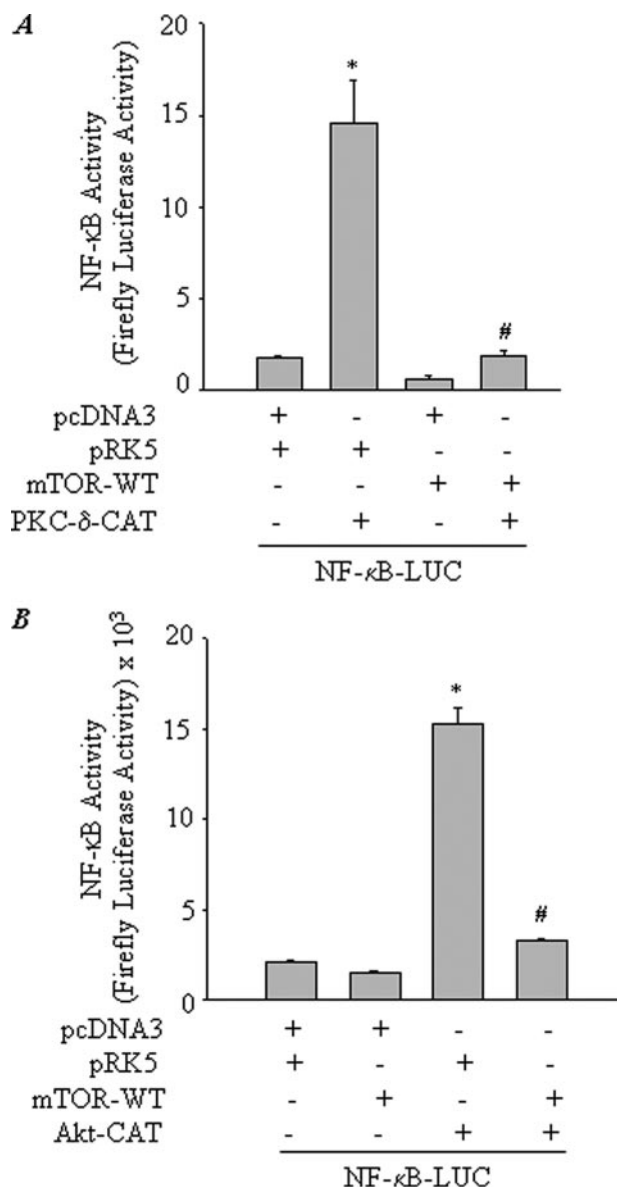 A
NF-κB Activity
(Firefly Luciferase Activity)
20
15
10
5
0
*
#
pcDNA3 + - + -
pRK5 + + - -
mTOR-WT - - + +
PKC-δ-CAT - + - +
NF-κB-LUC
B
NF-κB Activity
(Firefly Luciferase Activity) x 10³
20
15
10
5
0
*
#
pcDNA3 + + - -
pRK5 + - + -
mTOR-WT - + - +
Akt-CAT - - + +
NF-κB-LUC